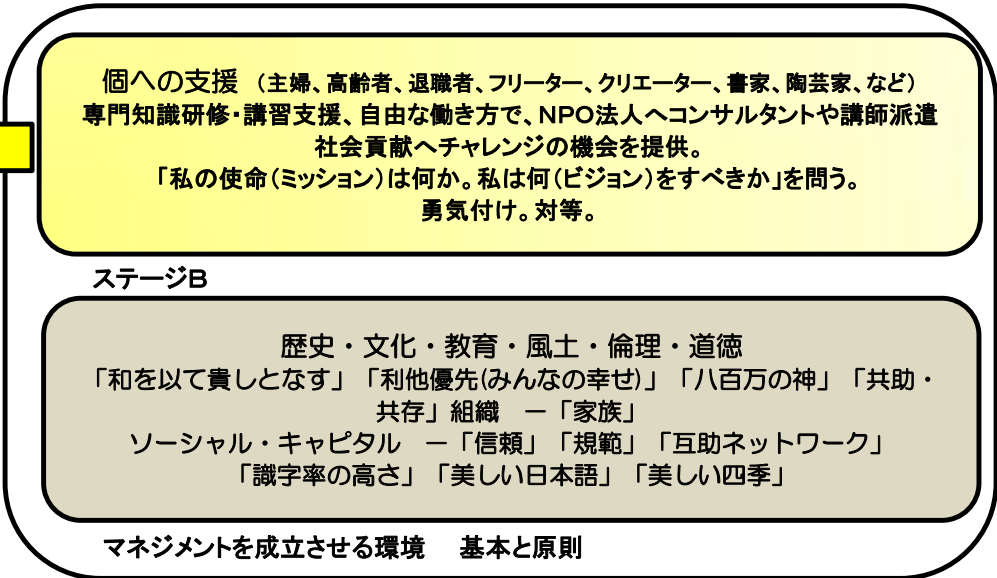 個への支援 （主婦、高齢者、退職者、フリーター、クリエーター、書家、陶芸家、など）
専門知識研修・講習支援、自由な働き方で、NPO法人へコンサルタントや講師派遣
社会貢献へチャレンジの機会を提供。
「私の使命（ミッション）は何か。私は何（ビジョン）をすべきか」を問う。
勇気付け。対等。
ステージB
歴史・文化・教育・風土・倫理・道徳
「和を以て貴しとなす」「利他優先(みんなの幸せ)」「八百万の神」「共助・
共存」組織　ー「家族」
ソーシャル・キャピタル　ー「信頼」「規範」「互助ネットワーク」
「識字率の高さ」「美しい日本語」「美しい四季」
マネジメントを成立させる環境　基本と原則